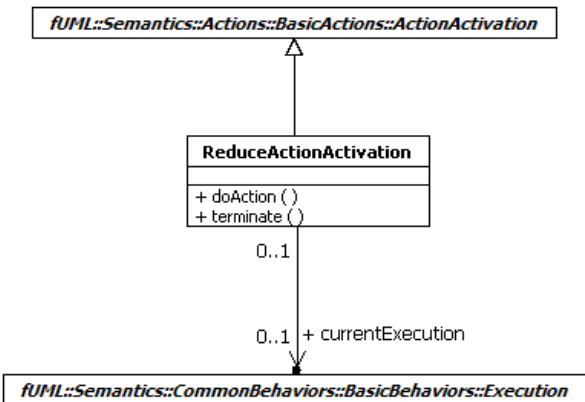 fUML::Semantics::Actions::BasicActions::ActionActivation
ReduceActionActivation
+ doAction ( )
+ terminate ( )
0..1
0..1 + currentExecution
fUML::Semantics::CommonBehaviors::BasicBehaviors::Execution